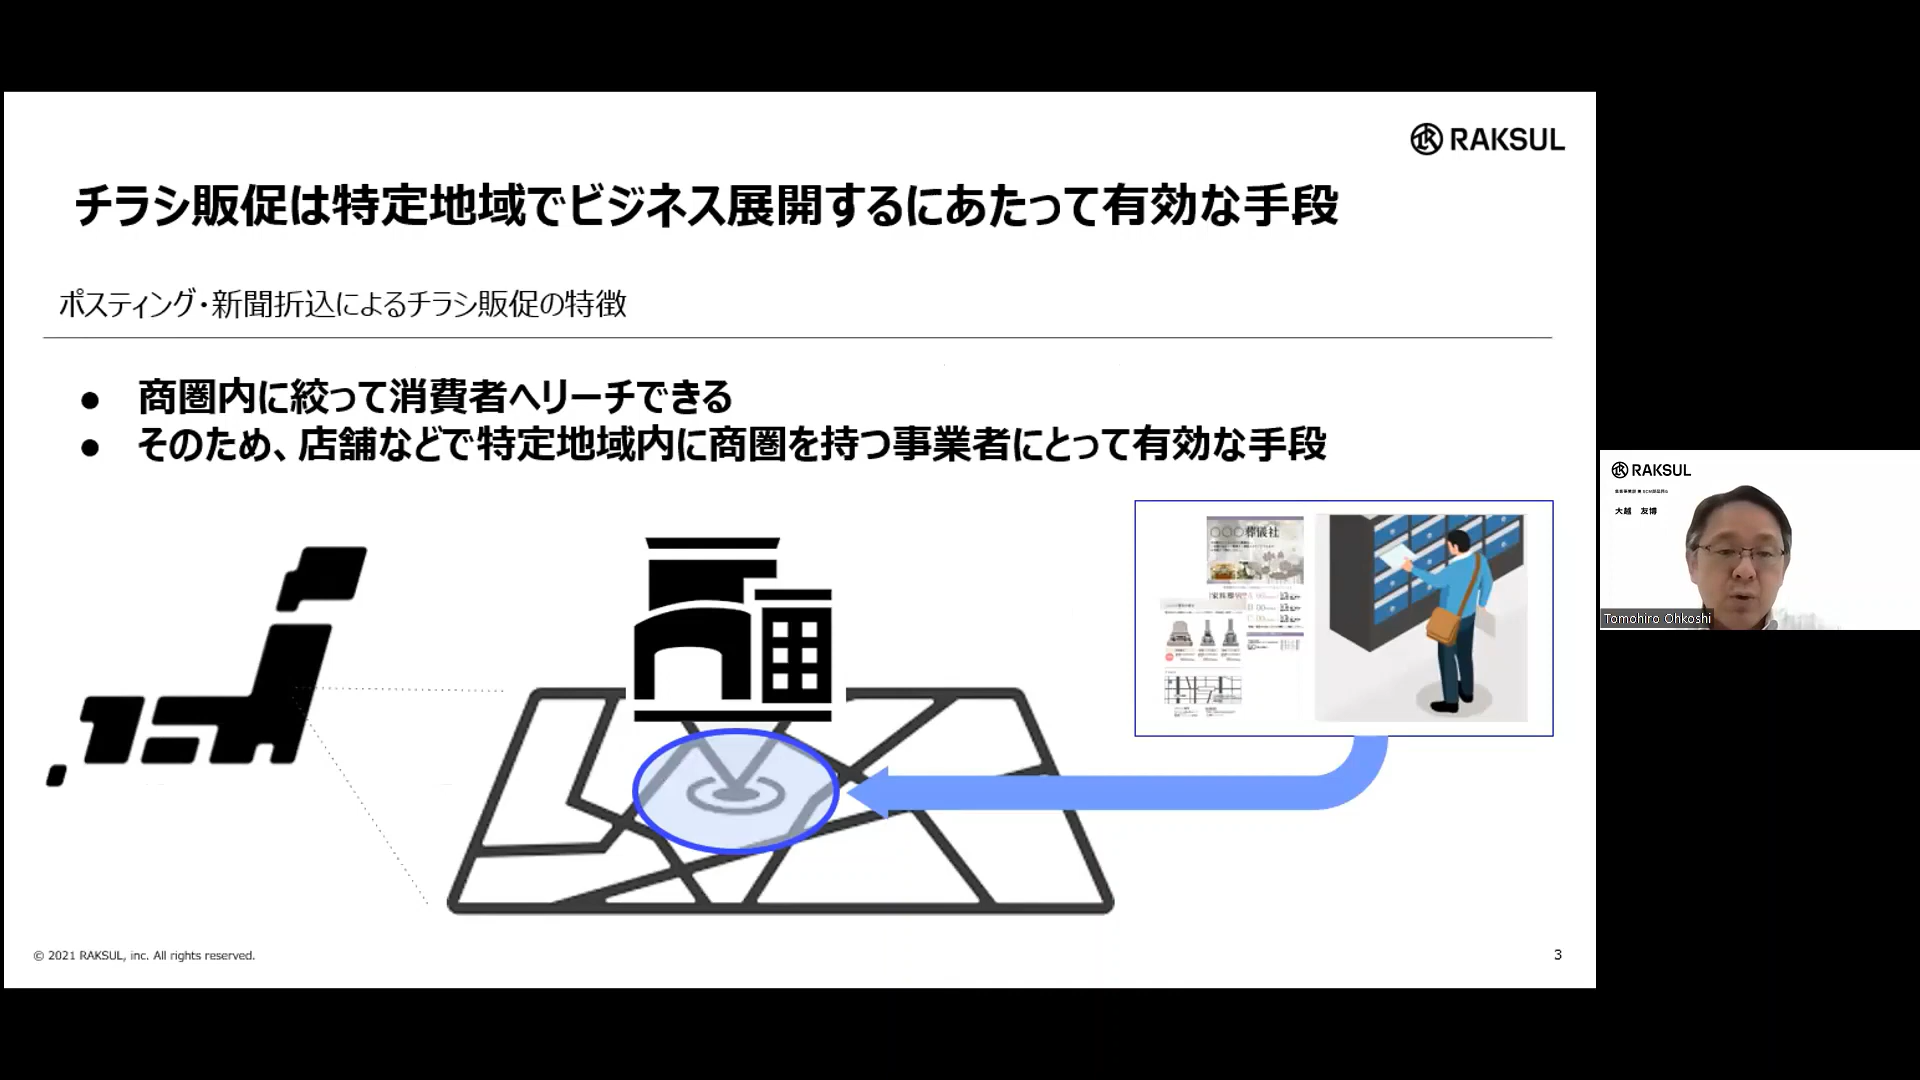 RAKSUL
チラシ販促は特定地域でビジネス展開するにあたって有効な手段
ポスティング・新聞折込によるチラシ販促の特徴
● 商圏内に絞って消費者へリーチできる
● そのため、店舗などで特定地域内に商圏を持つ事業者にとって有効な手段
〇〇〇葬儀社
© 2021 RAKSUL, inc. All rights reserved.
3
RAKSUL
大越 友博
Tomohiro Ohkoshi